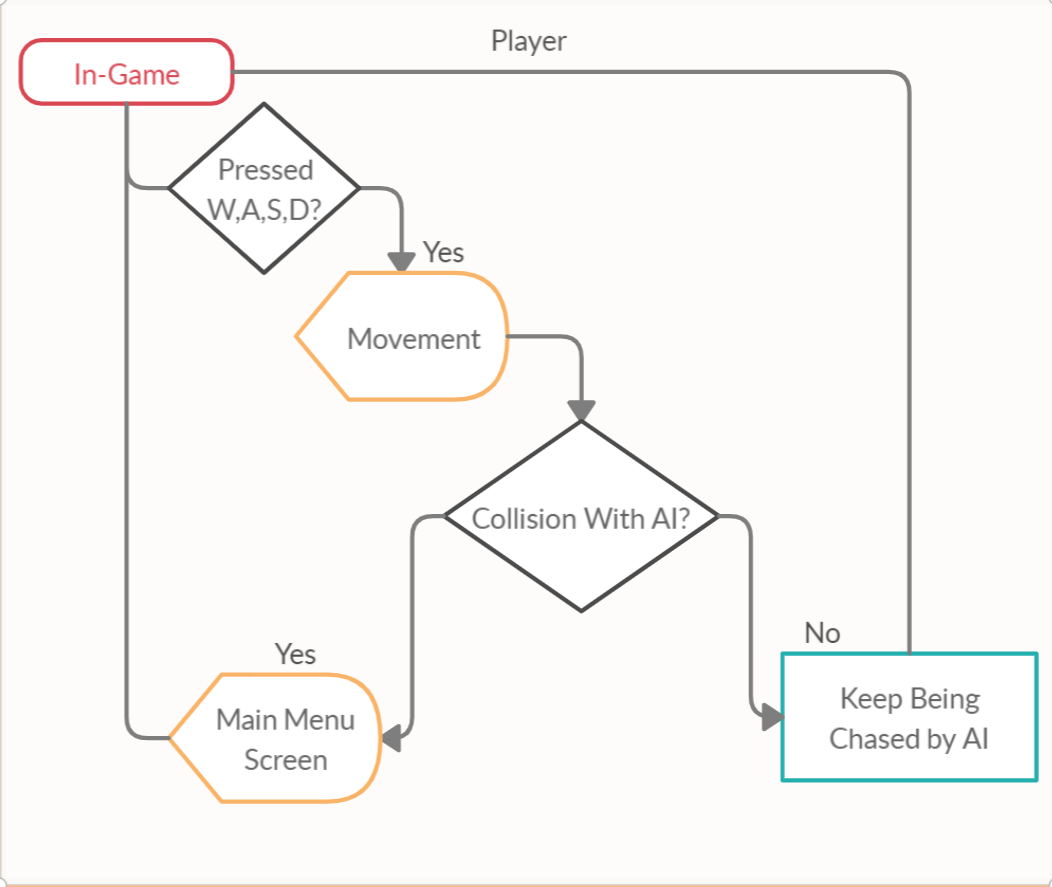 Player
In-Game
Pressed
W,A,S,D?
Yes
Movement
Collision With AI?
No
Yes
Keep Being
Chased by AI
Main Menu
Screen